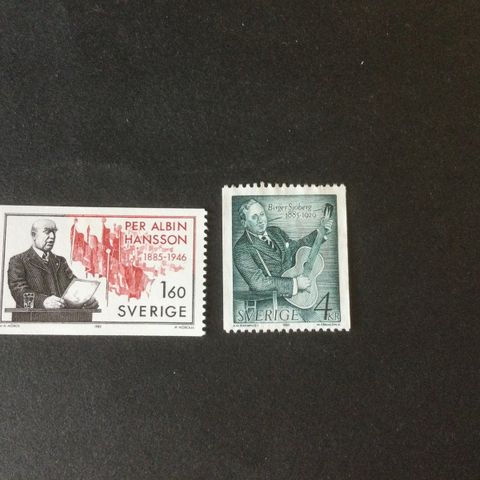 PER ALBIN
HANSSON
1885-1946
1.60
SVERIGE
Birger Sjöberg
1885-1929
SVERIGE 4 KR